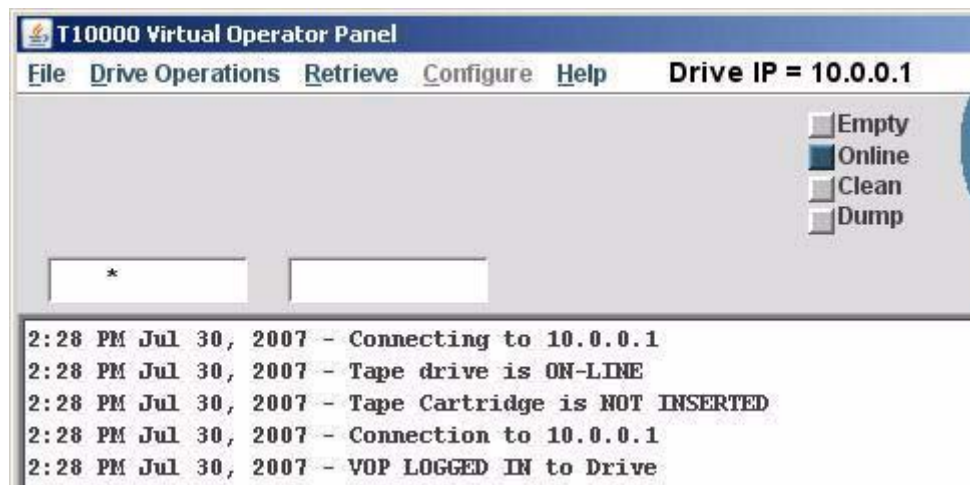 T10000 Virtual Operator Panel
File Drive Operations Retrieve Configure Help Drive IP = 10.0.0.1
Empty
Online
Clean
Dump
*
2:28 PM Jul 30, 2007 - Connecting to 10.0.0.1
2:28 PM Jul 30, 2007 - Tape drive is ON-LINE
2:28 PM Jul 30, 2007 - Tape Cartridge is NOT INSERTED
2:28 PM Jul 30, 2007 - Connection to 10.0.0.1
2:28 PM Jul 30, 2007 - VOP LOGGED IN to Drive